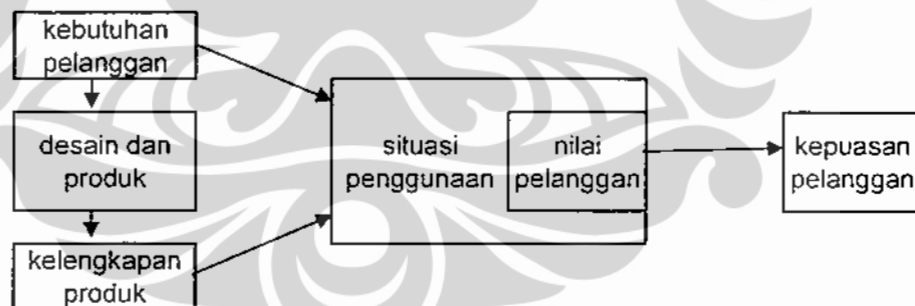 kebutuhan
pelanggan
desain dan
produk
kelengkapan
produk
situasi
penggunaan
nilai
pelanggan
kepuasan
pelanggan